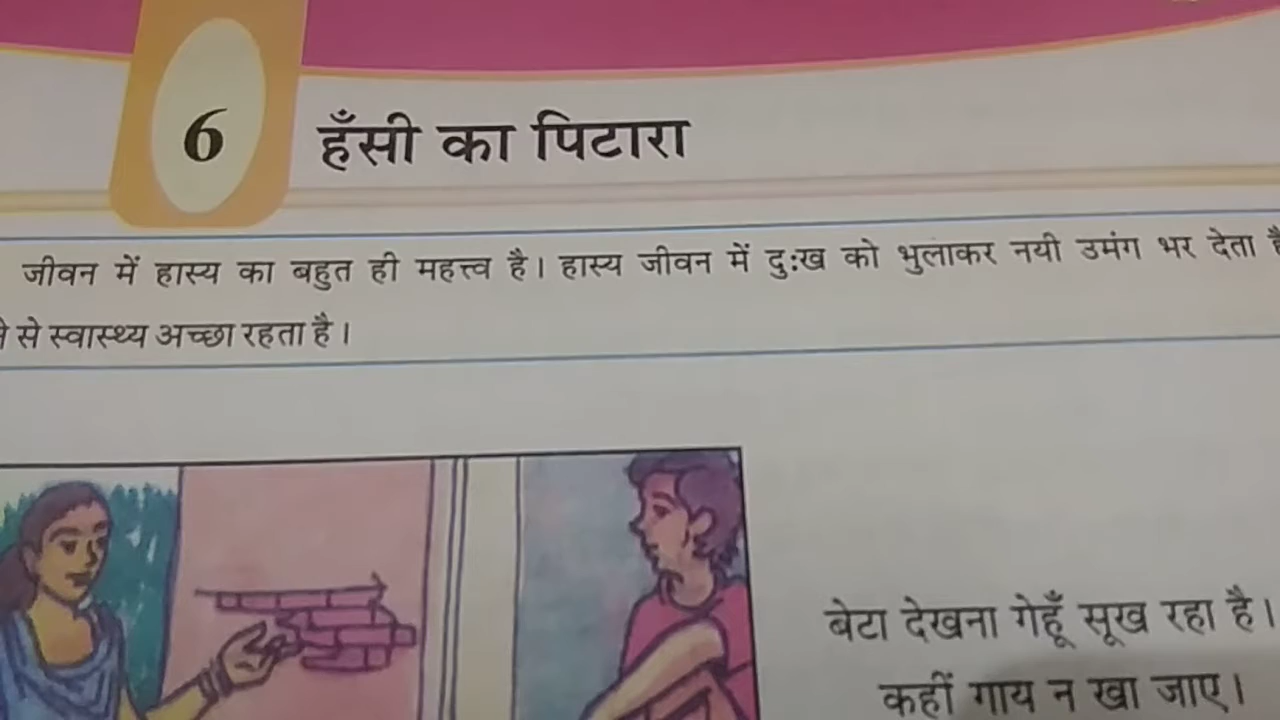 6
हँसी का पिटारा
जीवन में हास्य का बहुत ही महत्त्व है। हास्य जीवन में दुःख को भुलाकर नयी उमंग भर देता है
से स्वास्थ्य अच्छा रहता है।
बेटा देखना गेहूँ सूख रहा है।
कहीं गाय न खा जाए।